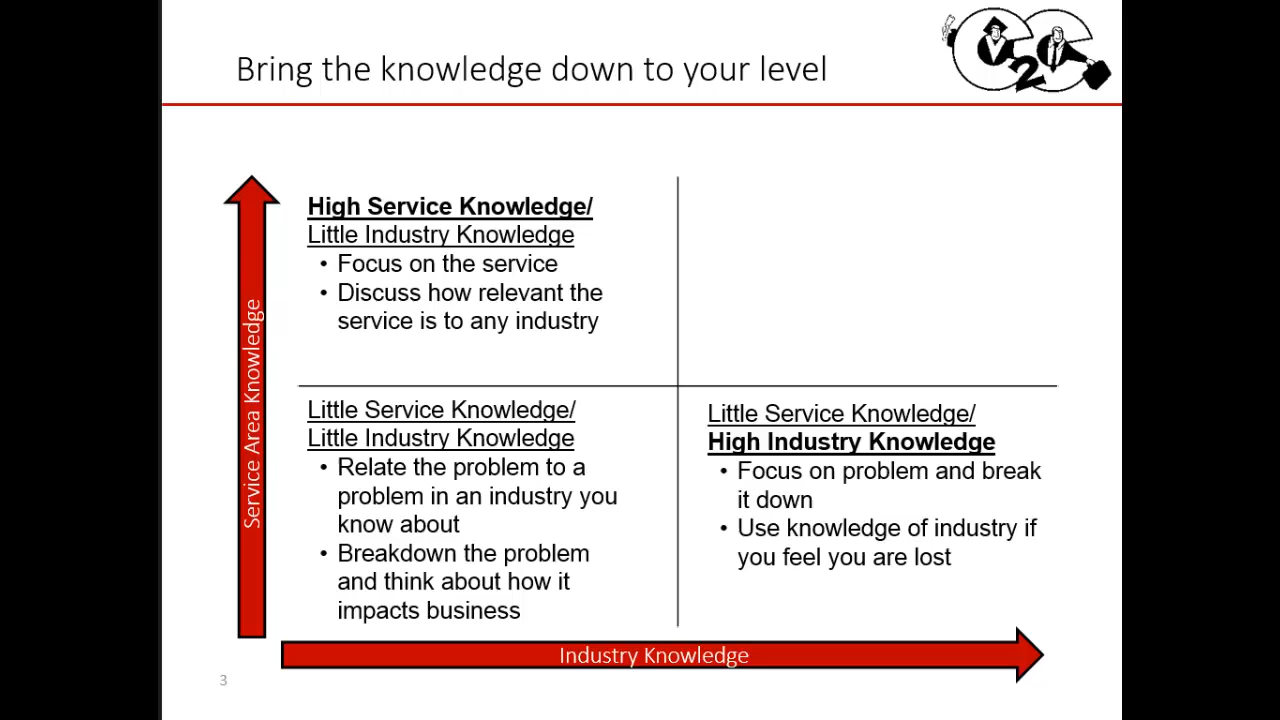 Bring the knowledge down to your level
C2C
Service Area Knowledge
High Service Knowledge/
Little Industry Knowledge
• Focus on the service
• Discuss how relevant the
service is to any industry
Little Service Knowledge/
Little Industry Knowledge
• Relate the problem to a
problem in an industry you
know about
• Breakdown the problem
and think about how it
impacts business
Little Service Knowledge/
High Industry Knowledge
• Focus on problem and break
it down
• Use knowledge of industry if
you feel you are lost
Industry Knowledge
3